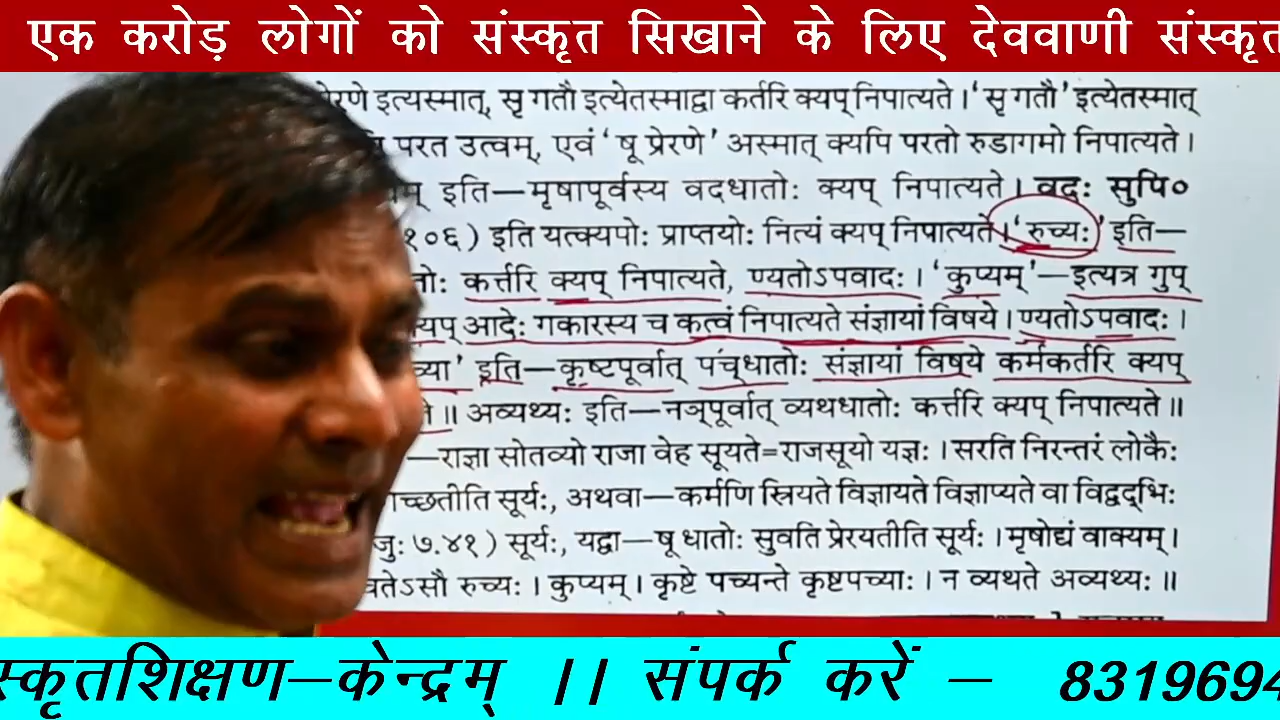 एक करोड़ लोगों को संस्कृत सिखाने के लिए देववाणी संस्कृत
इत्यस्मात्, सृ गतौ इत्येतस्माद्वा कर्तरि क्यप् निपात्यते । 'सृ गतौ' इत्येतस्मात्
परत उत्वम्, एवं 'षू प्रेरणे' अस्मात् क्यपि परतो रुडागमो निपात्यते ।
इति—मृषापूर्वस्य वदधातोः क्यप् निपात्यते । वदः सुपि०
१०६) इति यत्क्यपोः प्राप्तयोः नित्यं क्यप् निपात्यते । 'रुच्यः' इति—
कर्त्तरि क्यप् निपात्यते, ण्यतोऽपवादः । 'कुप्यम्'—इत्यत्र गुप्
आदेः गकारस्य च कत्वं निपात्यते संज्ञायां विषये । ण्यतोऽपवादः ।
इति—कृष्टपूर्वात् पच्धातोः संज्ञायां विषये कर्मकर्तरि क्यप्
॥ अव्यथ्यः इति—नञ्पूर्वात् व्यथधातोः कर्त्तरि क्यप् निपात्यते ॥
—राज्ञा सोतव्यो राजा वेह सूयते=राजसूयो यज्ञः । सरति निरन्तरं लोकैः
गच्छतीति सूर्यः, अथवा—कर्मणि स्रियते विज्ञायते विज्ञाप्यते वा विद्वद्भिः
७.४१) सूर्यः, यद्वा—षू धातोः सुवति प्रेरयतीति सूर्यः । मृषोद्यं वाक्यम् ।
रुच्यः । कुप्यम् । कृष्टे पच्यन्ते कृष्टपच्याः । न व्यथते अव्यथ्यः ॥
स्कृतशिक्षण–केन्द्रम् ।। संपर्क करें – 8319694